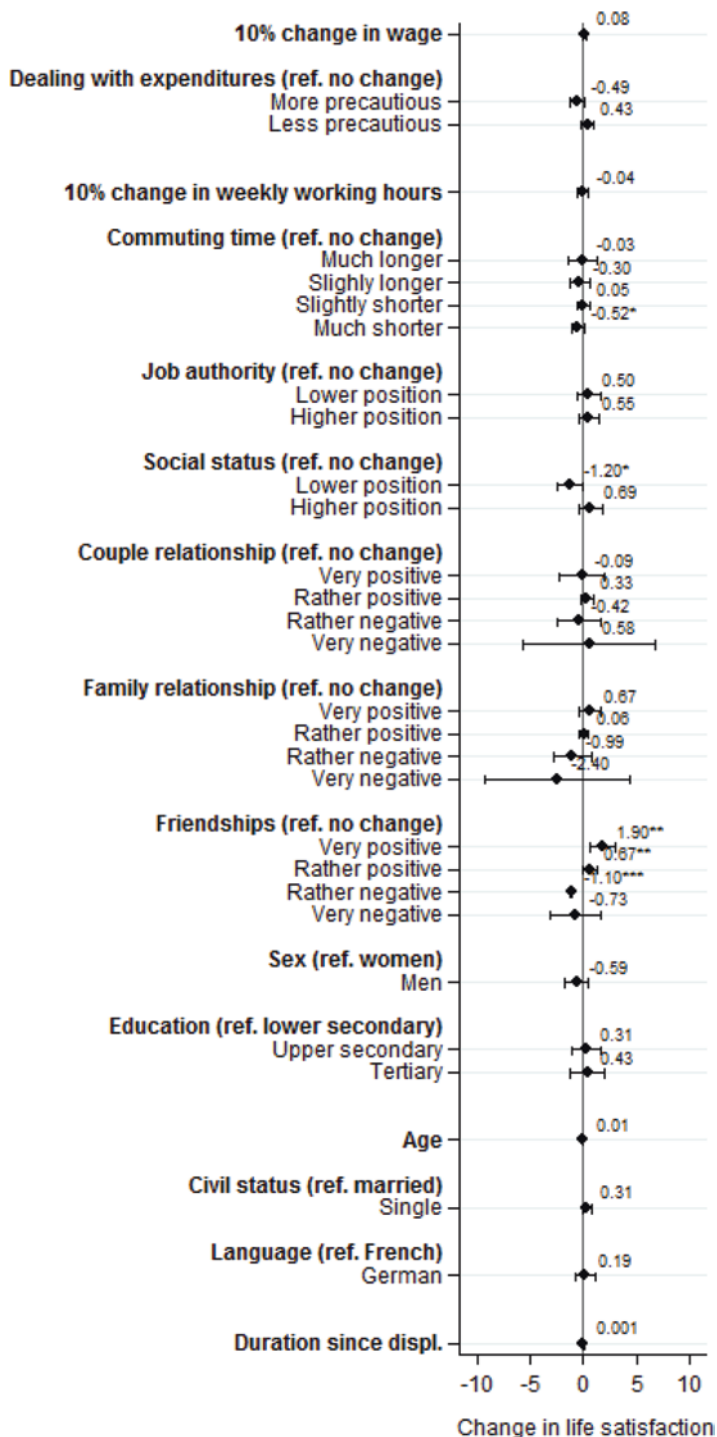 10% change in wage 0.08
Dealing with expenditures (ref. no change)
More precautious -0.49
Less precautious 0.43
10% change in weekly working hours -0.04
Commuting time (ref. no change)
Much longer -0.03
Slighly longer -0.30
Slightly shorter 0.05
Much shorter -0.52*
Job authority (ref. no change)
Lower position 0.50
Higher position 0.55
Social status (ref. no change)
Lower position -1.20*
Higher position 0.69
Couple relationship (ref. no change)
Very positive -0.09
Rather positive 0.33
Rather negative -0.42
Very negative 0.58
Family relationship (ref. no change)
Very positive 0.67
Rather positive 0.06
Rather negative -0.99
Very negative -2.40
Friendships (ref. no change)
Very positive 1.90**
Rather positive 0.67**
Rather negative -1.10***
Very negative -0.73
Sex (ref. women)
Men -0.59
Education (ref. lower secondary)
Upper secondary 0.31
Tertiary 0.43
Age 0.01
Civil status (ref. married)
Single 0.31
Language (ref. French)
German 0.19
Duration since displ. 0.001
-10 -5 0 5 10
Change in life satisfaction